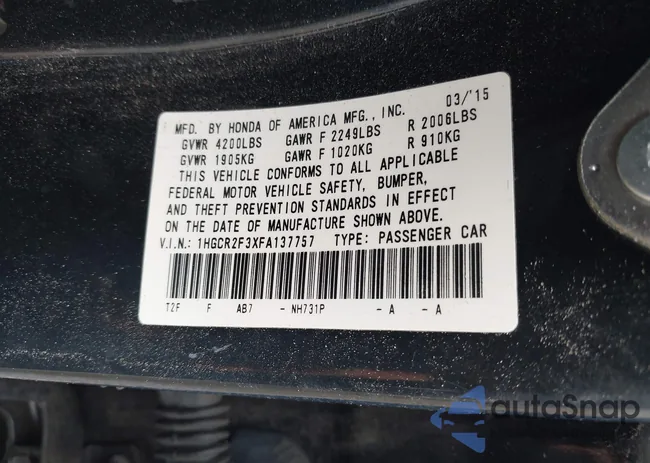 MFD. BY HONDA OF AMERICA MFG., INC. 03/'15
GVWR 4200LBS GAWR F 2249LBS R 2006LBS
GVWR 1905KG GAWR F 1020KG R 910KG
THIS VEHICLE CONFORMS TO ALL APPLICABLE
FEDERAL MOTOR VEHICLE SAFETY, BUMPER,
AND THEFT PREVENTION STANDARDS IN EFFECT
ON THE DATE OF MANUFACTURE SHOWN ABOVE.
V.I.N.: 1HGCR2F3XFA137757 TYPE: PASSENGER CAR
T2F F AB7 - NH731P - A - A
autoSnap